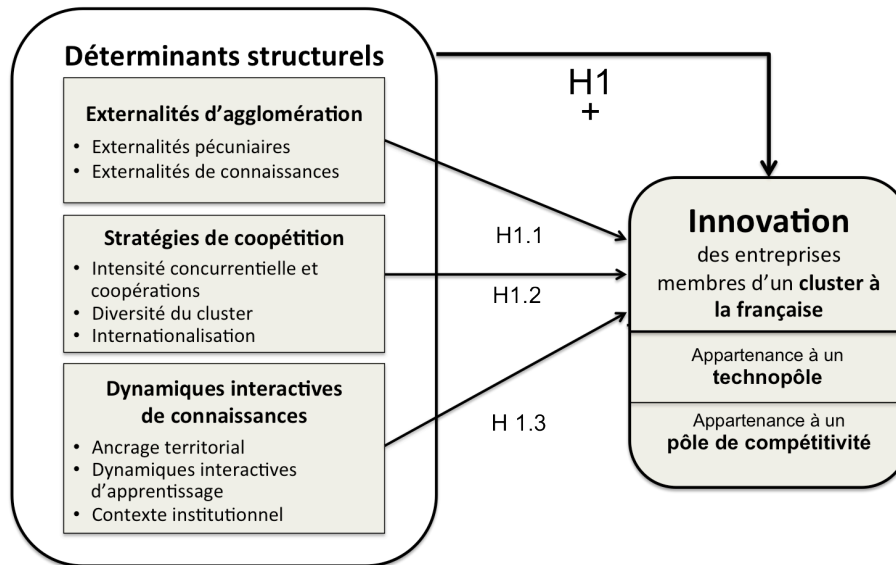 Déterminants structurels
Externalités d’agglomération
• Externalités pécuniaires
• Externalités de connaissances
Stratégies de coopétition
• Intensité concurrentielle et
coopérations
• Diversité du cluster
• Internationalisation
Dynamiques interactives
de connaissances
• Ancrage territorial
• Dynamiques interactives
d’apprentissage
• Contexte institutionnel
H1
+
H1.1
H1.2
H 1.3
Innovation
des entreprises
membres d’un cluster à
la française
Appartenance à un
technopôle
Appartenance à un
pôle de compétitivité